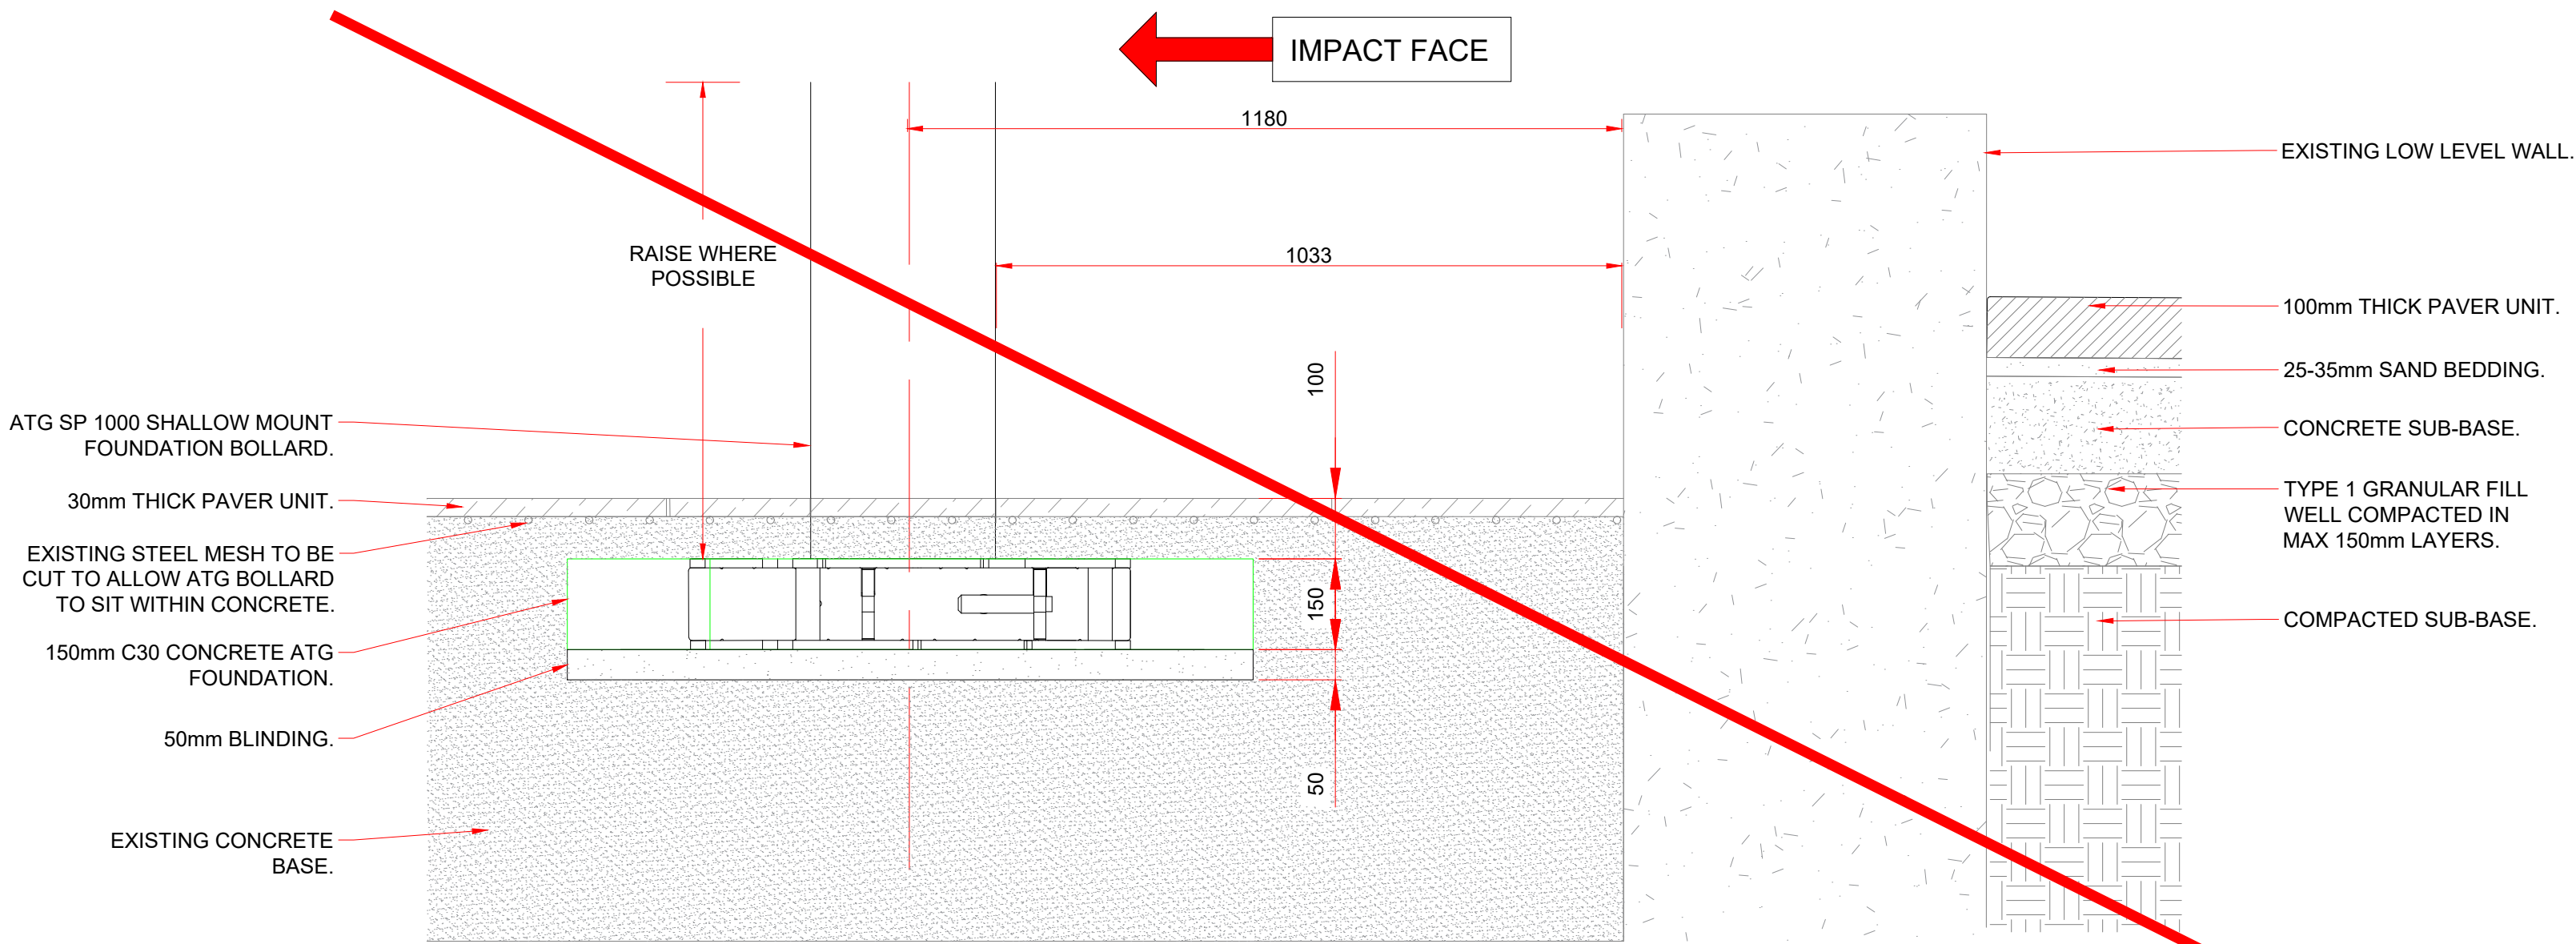 IMPACT FACE
1180
EXISTING LOW LEVEL WALL.
RAISE WHERE
POSSIBLE
1033
100mm THICK PAVER UNIT.
100
25-35mm SAND BEDDING.
ATG SP 1000 SHALLOW MOUNT
FOUNDATION BOLLARD.
CONCRETE SUB-BASE.
30mm THICK PAVER UNIT.
TYPE 1 GRANULAR FILL
WELL COMPACTED IN
MAX 150mm LAYERS.
EXISTING STEEL MESH TO BE
CUT TO ALLOW ATG BOLLARD
TO SIT WITHIN CONCRETE.
150
COMPACTED SUB-BASE.
150mm C30 CONCRETE ATG
FOUNDATION.
50mm BLINDING.
50
EXISTING CONCRETE
BASE.